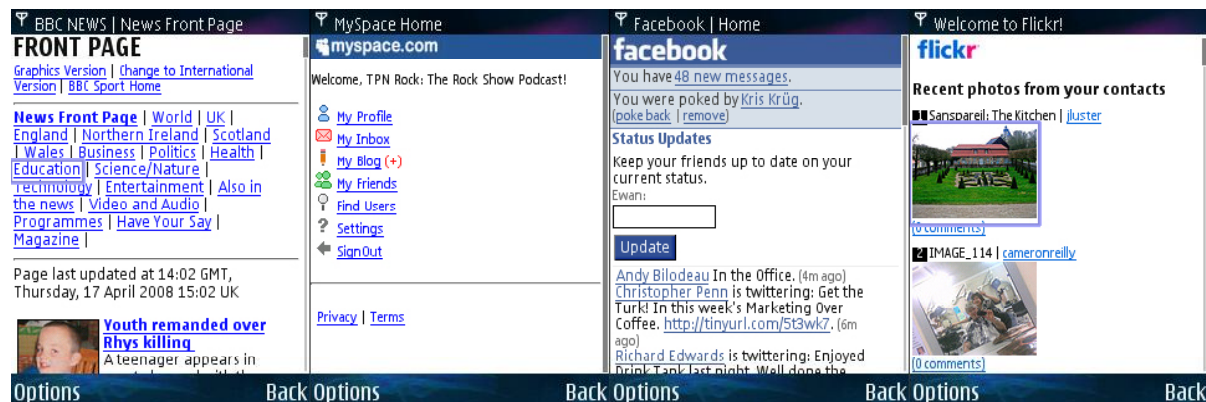 BBC NEWS | News Front Page
FRONT PAGE
Graphics Version | Change to International
Version | BBC Sport Home
News Front Page | World | UK |
England | Northern Ireland | Scotland
| Wales | Business | Politics | Health |
Education | Science/Nature |
Technology | Entertainment | Also in
the news | Video and Audio |
Programmes | Have Your Say |
Magazine |
Page last updated at 14:02 GMT,
Thursday, 17 April 2008 15:02 UK
Youth remanded over
Rhys killing
A teenager appears in
Options
Back
MySpace Home
myspace.com
Welcome, TPN Rock: The Rock Show Podcast!
My Profile
My Inbox
My Blog (+)
My Friends
Find Users
Settings
SignOut
Privacy | Terms
Options
Back
Facebook | Home
facebook
You have 48 new messages.
You were poked by Kris Krüg.
(poke back | remove)
Status Updates
Keep your friends up to date on your
current status.
Ewan:
Update
Andy Bilodeau In the Office. (4m ago)
Christopher Penn is twittering: Get the
Turk! In this week's Marketing Over
Coffee. http://tinyurl.com/5t3wk7. (6m
ago)
Richard Edwards is twittering: Enjoyed
Drink Tank last night. Well done the
Options
Back
Welcome to Flickr!
flickr
Recent photos from your contacts
1 Sanspareil: The Kitchen | jluster
(0 comments)
2 IMAGE_114 | cameronreilly
(0 comments)
Options
Back